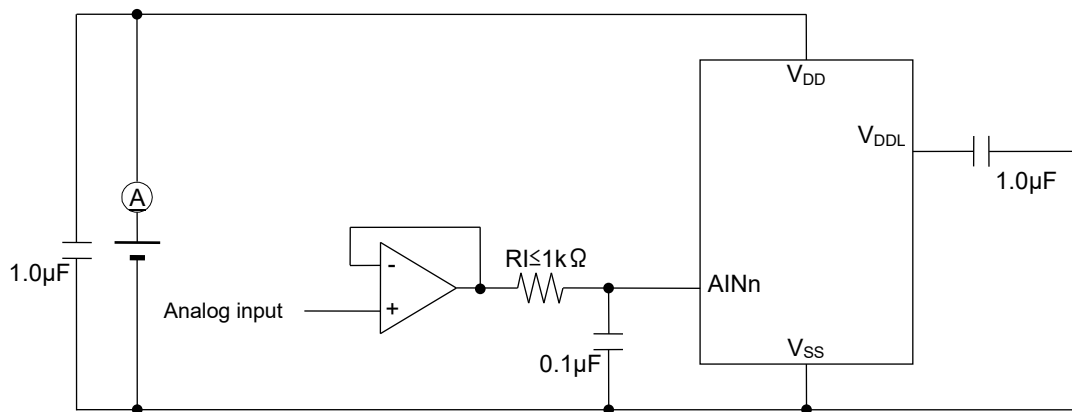 VDD
VDDL
1.0µF
A
1.0µF
-
RI≦1kΩ
AINn
+
Analog input
0.1µF
VSS